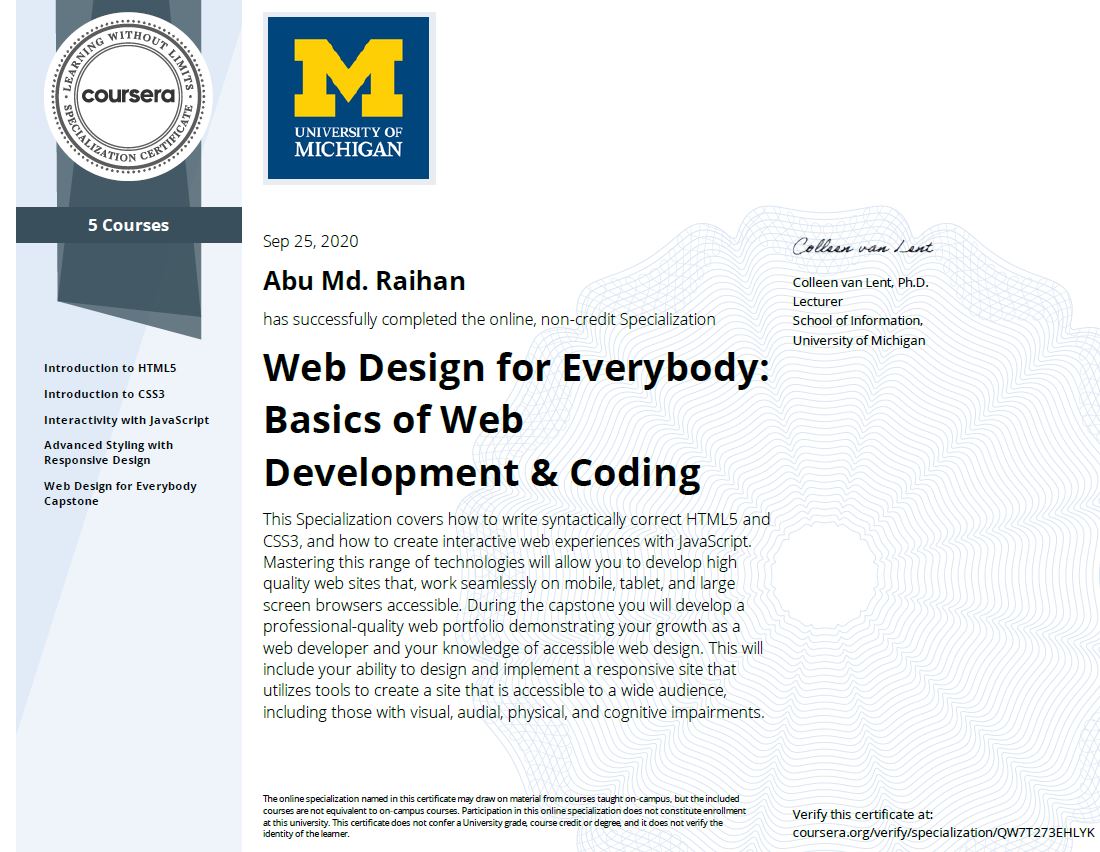 LEARNING WITHOUT LIMITS
coursera
SPECIALIZATION CERTIFICATE
5 Courses
Introduction to HTML5
Introduction to CSS3
Interactivity with JavaScript
Advanced Styling with
Responsive Design
Web Design for Everybody
Capstone
M
UNIVERSITY OF
MICHIGAN
Sep 25, 2020
Abu Md. Raihan
has successfully completed the online, non-credit Specialization
Web Design for Everybody:
Basics of Web
Development & Coding
This Specialization covers how to write syntactically correct HTML5 and
CSS3, and how to create interactive web experiences with JavaScript.
Mastering this range of technologies will allow you to develop high
quality web sites that, work seamlessly on mobile, tablet, and large
screen browsers accessible. During the capstone you will develop a
professional-quality web portfolio demonstrating your growth as a
web developer and your knowledge of accessible web design. This will
include your ability to design and implement a responsive site that
utilizes tools to create a site that is accessible to a wide audience,
including those with visual, audial, physical, and cognitive impairments.
Colleen van Lent
Colleen van Lent, Ph.D.
Lecturer
School of Information,
University of Michigan
The online specialization named in this certificate may draw on material from courses taught on-campus, but the included
courses are not equivalent to on-campus courses. Participation in this online specialization does not constitute enrollment
at this university. This certificate does not confer a University grade, course credit or degree, and it does not verify the
identity of the learner.
Verify this certificate at:
coursera.org/verify/specialization/QW7T273EHLYK